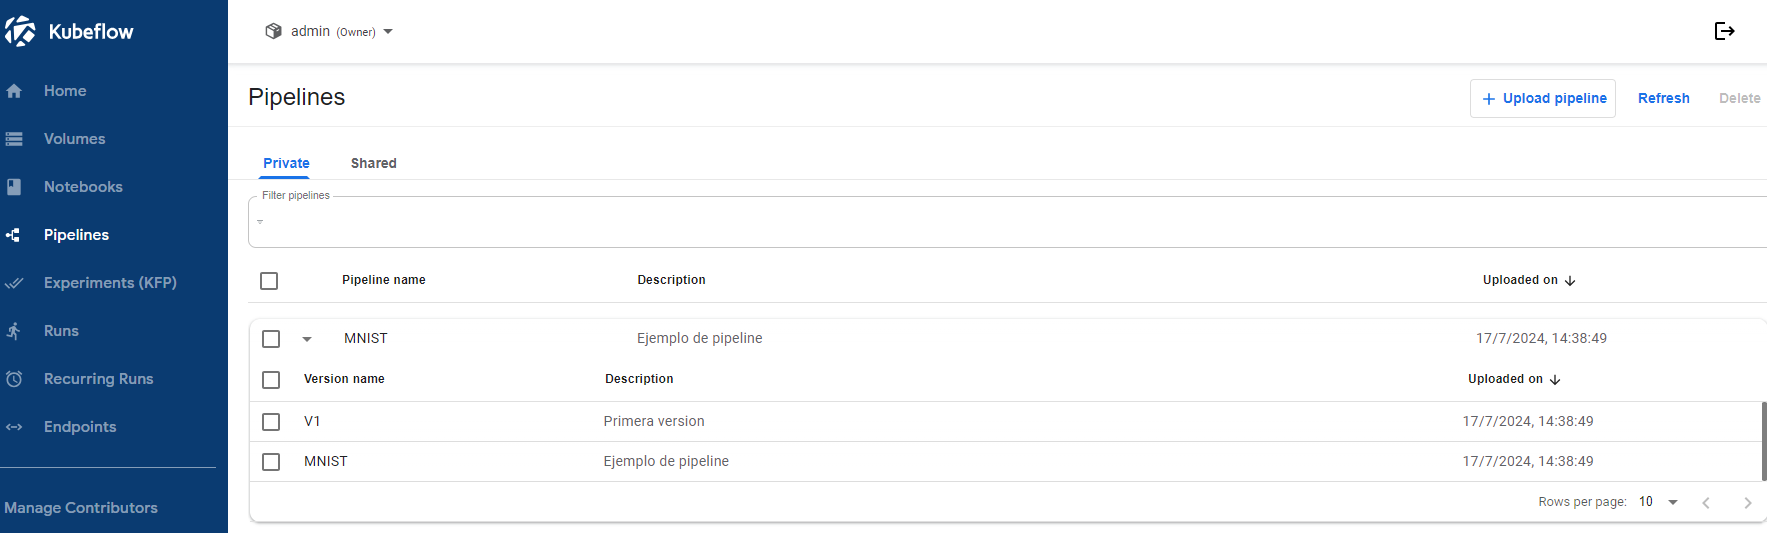 Kubeflow
admin (Owner)
Home
Volumes
Notebooks
Pipelines
Experiments (KFP)
Runs
Recurring Runs
Endpoints
Manage Contributors
Pipelines
+ Upload pipeline Refresh Delete
Private Shared
Filter pipelines
Pipeline name Description Uploaded on
MNIST Ejemplo de pipeline 17/7/2024, 14:38:49
Version name Description Uploaded on
V1 Primera version 17/7/2024, 14:38:49
MNIST Ejemplo de pipeline 17/7/2024, 14:38:49
Rows per page: 10